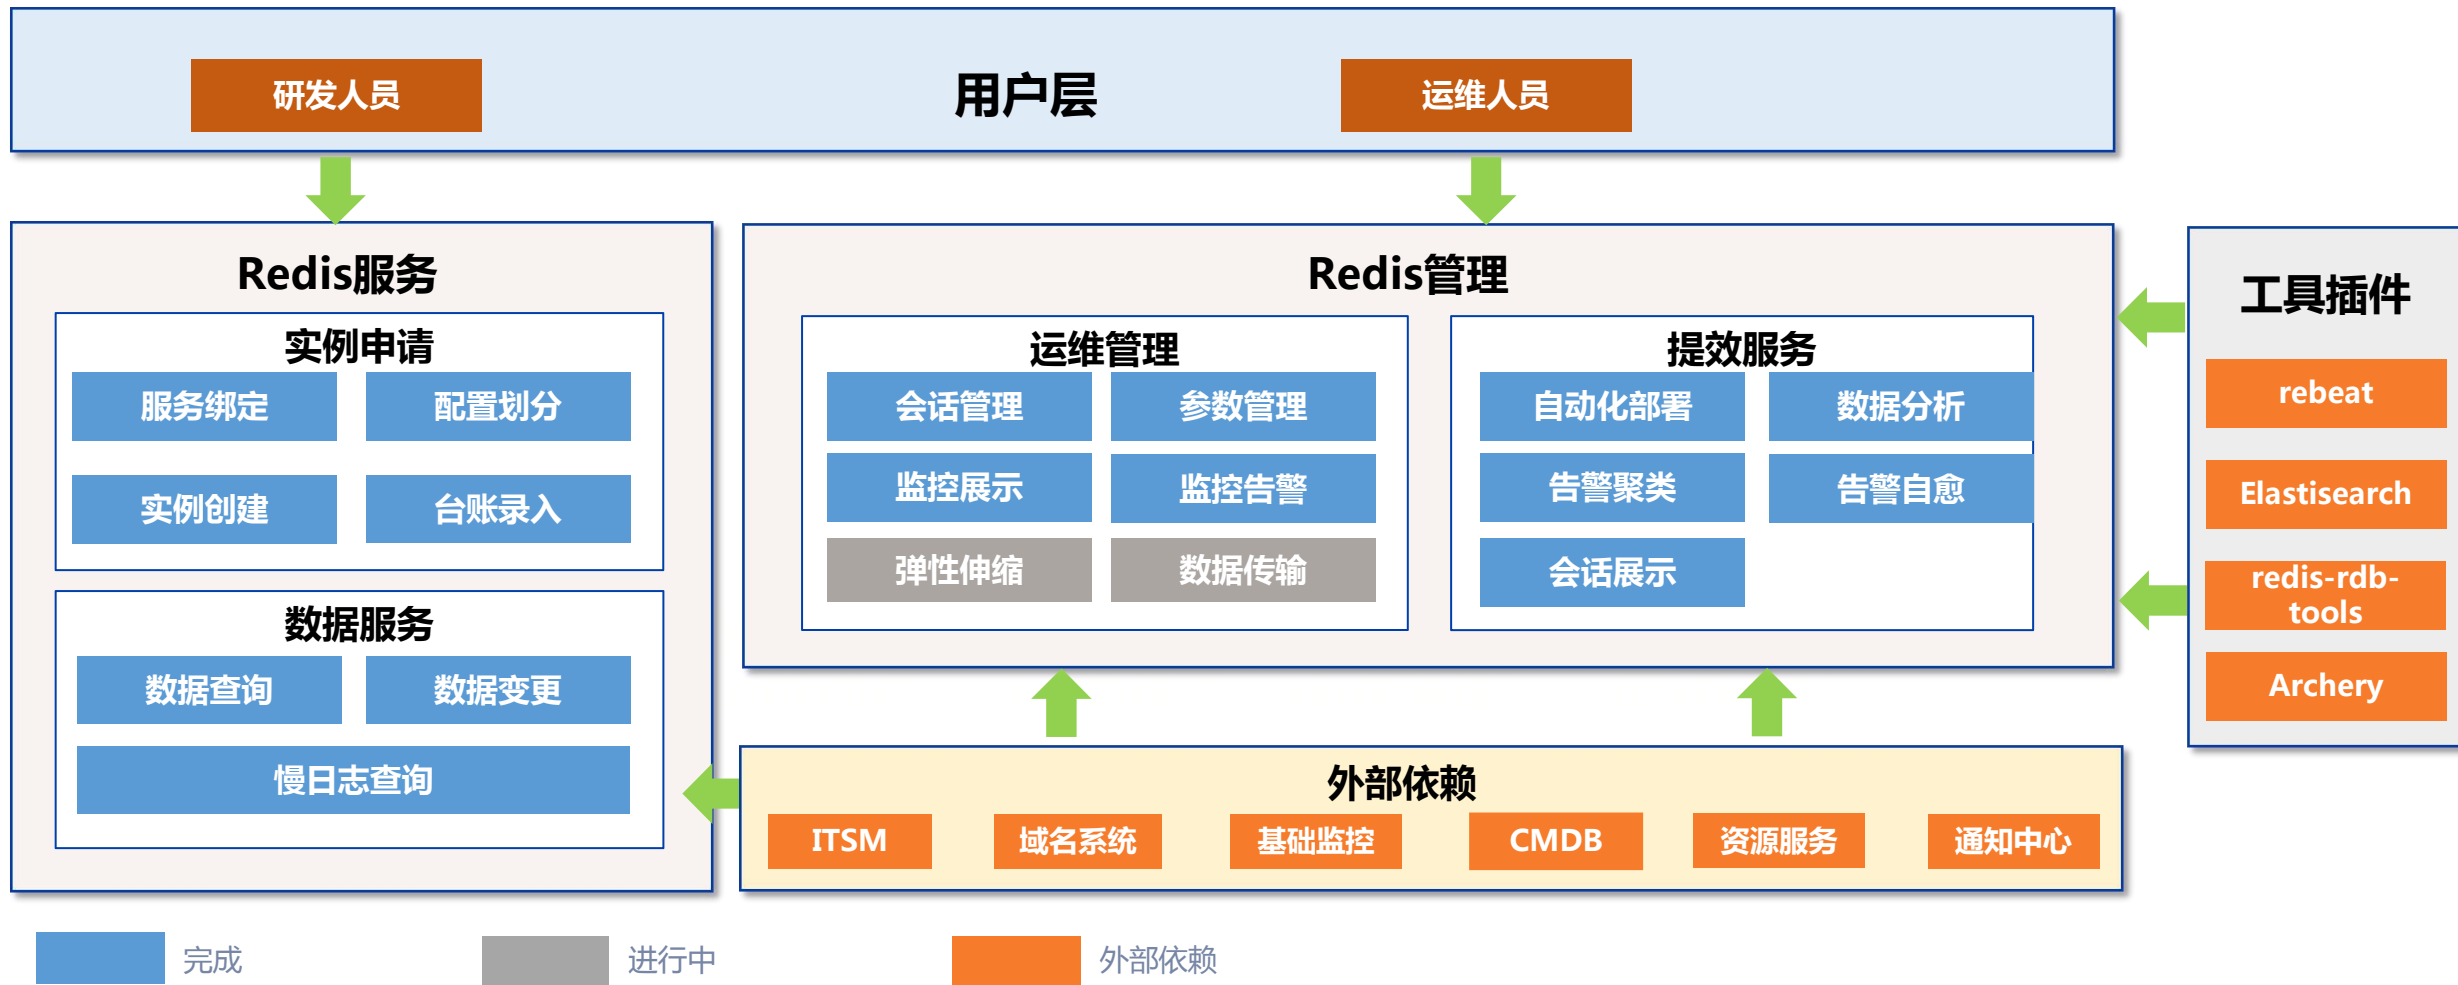 研发人员
用户层
运维人员
Redis服务
实例申请
服务绑定
配置划分
实例创建
台账录入
数据服务
数据查询
数据变更
慢日志查询
Redis管理
运维管理
会话管理
参数管理
监控展示
监控告警
弹性伸缩
数据传输
提效服务
自动化部署
数据分析
告警聚类
告警自愈
会话展示
工具插件
rebeat
Elastisearch
redis-rdb-
tools
Archery
外部依赖
ITSM
域名系统
基础监控
CMDB
资源服务
通知中心
完成
进行中
外部依赖